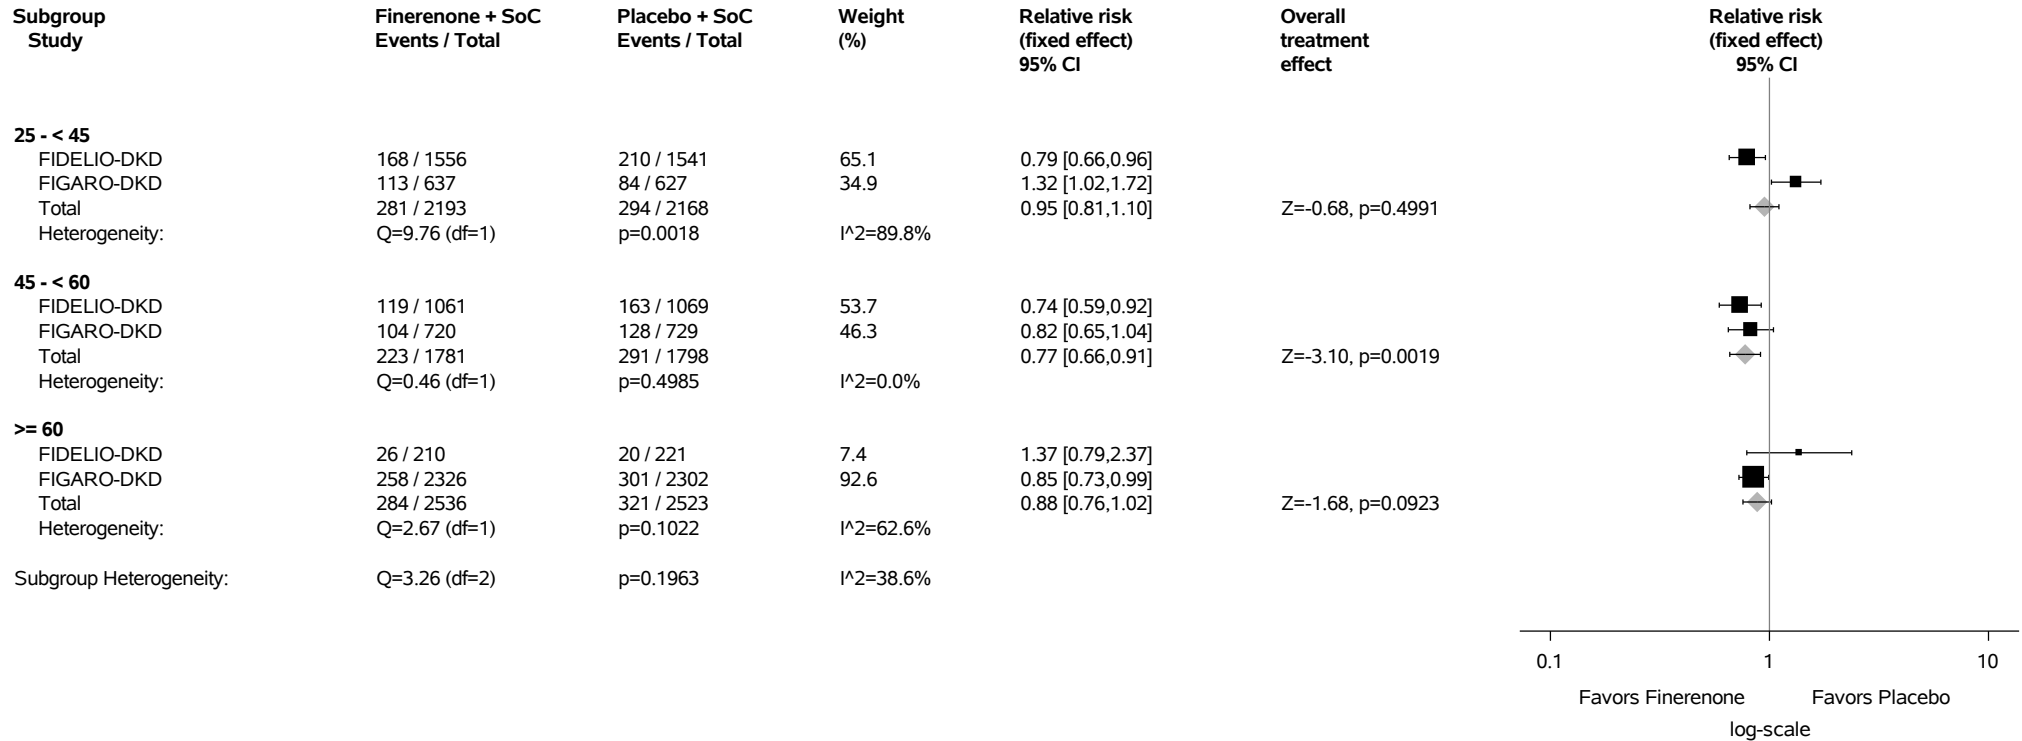 Subgroup Finerenone + SoC Placebo + SoC Weight Relative risk Overall Relative risk
Study Events / Total Events / Total (%) (fixed effect) treatment (fixed effect)
95% CI effect 95% CI
25 - < 45
FIDELIO-DKD 168 / 1556 210 / 1541 65.1 0.79 [0.66,0.96]
FIGARO-DKD 113 / 637 84 / 627 34.9 1.32 [1.02,1.72]
Total 281 / 2193 294 / 2168 0.95 [0.81,1.10] Z=-0.68, p=0.4991
Heterogeneity: Q=9.76 (df=1) p=0.0018 I^2=89.8%
45 - < 60
FIDELIO-DKD 119 / 1061 163 / 1069 53.7 0.74 [0.59,0.92]
FIGARO-DKD 104 / 720 128 / 729 46.3 0.82 [0.65,1.04]
Total 223 / 1781 291 / 1798 0.77 [0.66,0.91] Z=-3.10, p=0.0019
Heterogeneity: Q=0.46 (df=1) p=0.4985 I^2=0.0%
>= 60
FIDELIO-DKD 26 / 210 20 / 221 7.4 1.37 [0.79,2.37]
FIGARO-DKD 258 / 2326 301 / 2302 92.6 0.85 [0.73,0.99]
Total 284 / 2536 321 / 2523 0.88 [0.76,1.02] Z=-1.68, p=0.0923
Heterogeneity: Q=2.67 (df=1) p=0.1022 I^2=62.6%
Subgroup Heterogeneity: Q=3.26 (df=2) p=0.1963 I^2=38.6%
0.1 1 10
Favors Finerenone Favors Placebo
log-scale